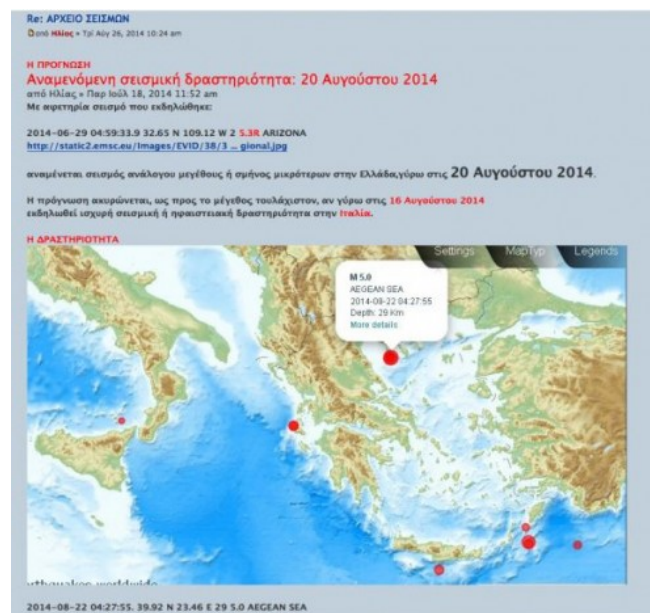 Re: ΑΡΧΕΙΟ ΣΕΙΣΜΩΝ
από Ηλίας » Τρί Αύγ 26, 2014 10:24 am
Η ΠΡΟΓΝΩΣΗ
Αναμενόμενη σεισμική δραστηριότητα: 20 Αυγούστου 2014
από Ηλίας » Παρ Ιούλ 18, 2014 11:52 am
Με αφετηρία σεισμό που εκδηλώθηκε:
2014-06-29 04:59:33.9 32.65 N 109.12 W 2 5.3R ARIZONA
http://static2.emsc.eu/Images/EVID/38/3 ... gional.jpg
αναμένεται σεισμός ανάλογου μεγέθους ή σμήνος μικρότερων στην Ελλάδα,γύρω στις 20 Αυγούστου 2014.
Η πρόγνωση ακυρώνεται, ως προς το μέγεθος τουλάχιστον, αν γύρω στις 16 Αυγούστου 2014
εκδηλωθεί ισχυρή σεισμική ή ηφαιστειακή δραστηριότητα στην Ιταλία.
Η ΔΡΑΣΤΗΡΙΟΤΗΤΑ
Settings MapTyp Legends
M 5.0
AEGEAN SEA
2014-08-22 04:27:55
Depth: 29 Km
More details
2014-08-22 04:27:55. 39.92 N 23.46 E 29 5.0 AEGEAN SEA